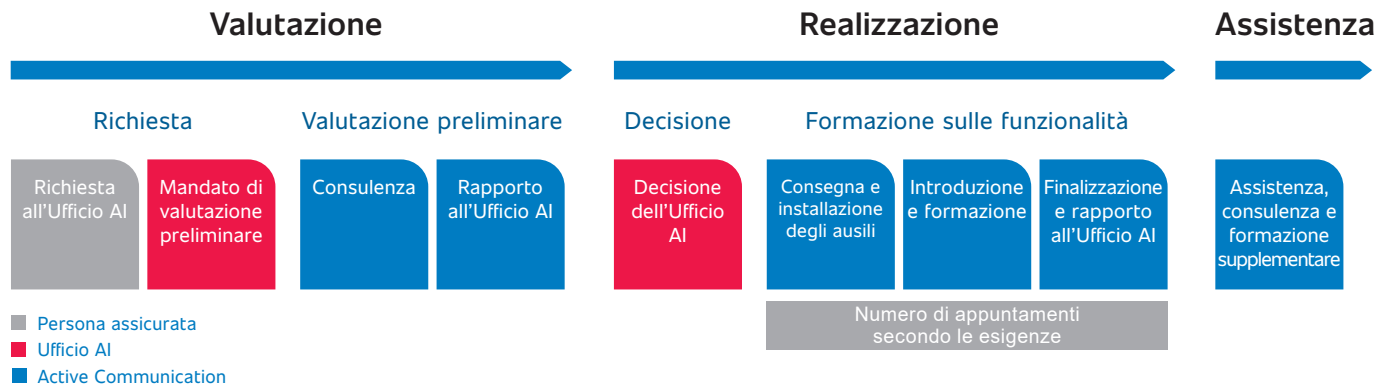 Valutazione
Realizzazione
Assistenza
Richiesta
Valutazione preliminare
Decisione
Formazione sulle funzionalità
Richiesta
all'Ufficio AI
Mandato di
valutazione
preliminare
Consulenza
Rapporto
all'Ufficio AI
Decisione
dell'Ufficio
AI
Consegna e
installazione
degli ausili
Introduzione
e formazione
Finalizzazione
e rapporto
all'Ufficio AI
Assistenza,
consulenza e
formazione
supplementare
Numero di appuntamenti
secondo le esigenze
Persona assicurata
Ufficio AI
Active Communication